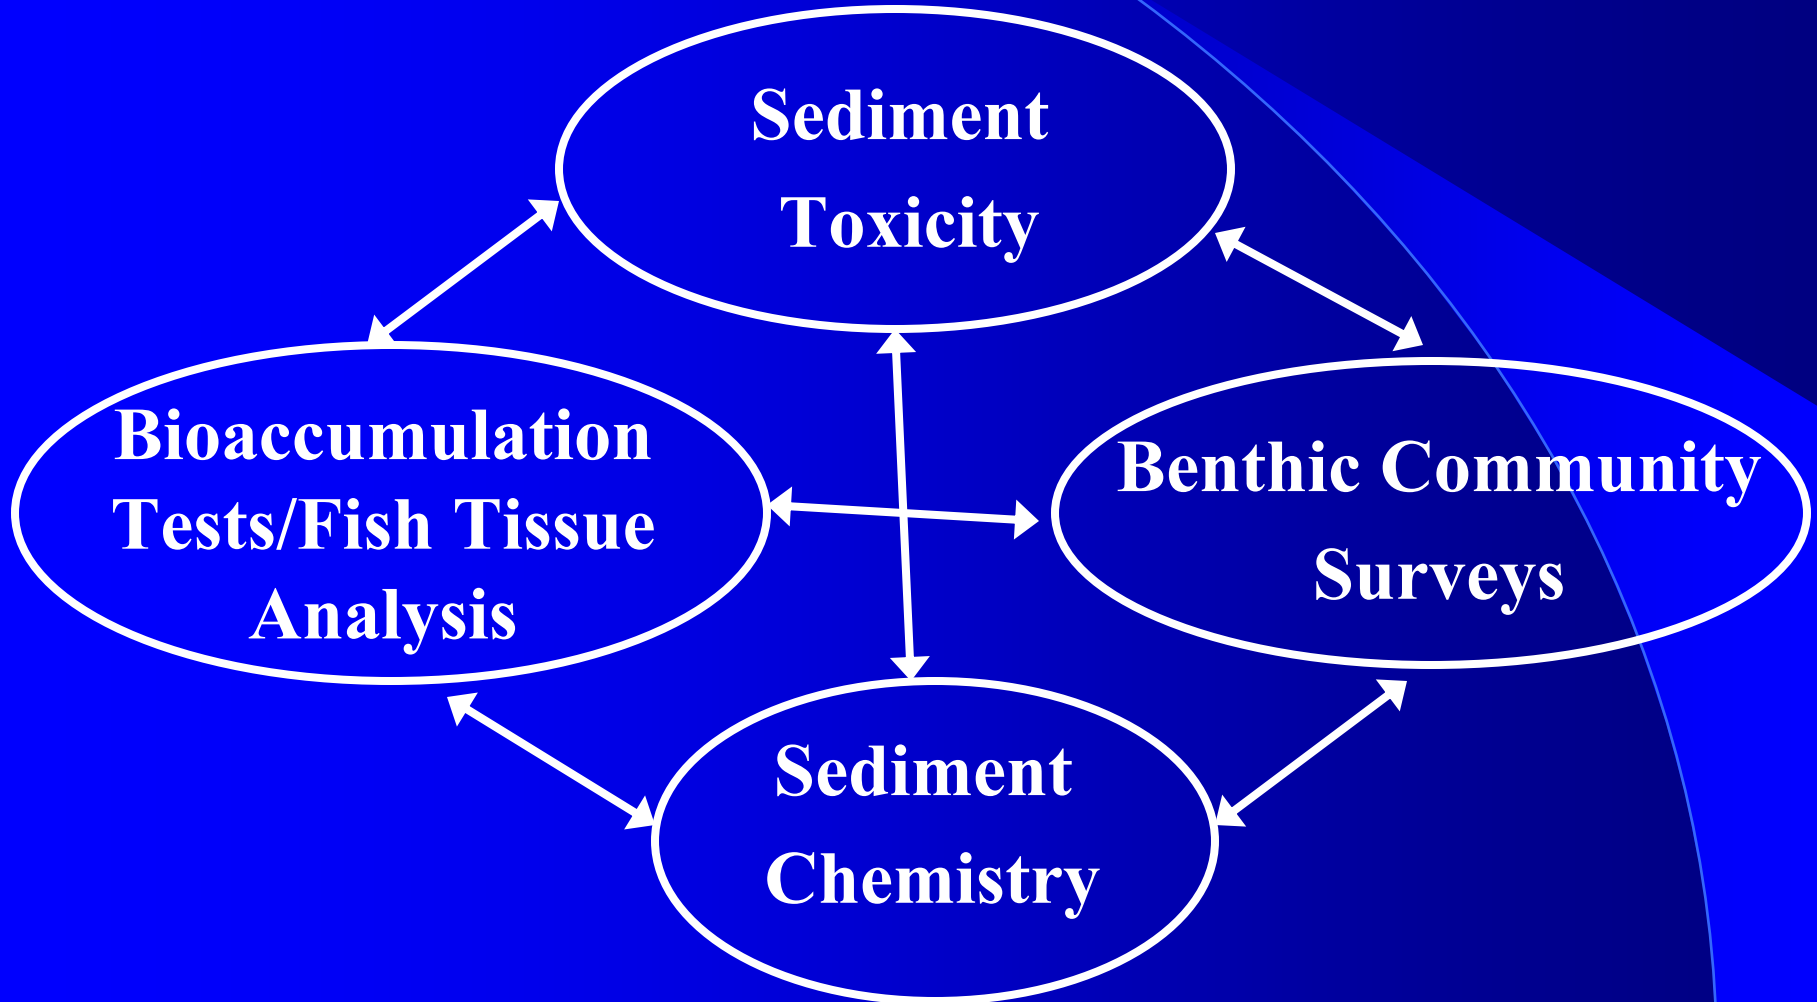 Sediment
Toxicity
Bioaccumulation
Tests/Fish Tissue
Analysis
Benthic Community
Surveys
Sediment
Chemistry